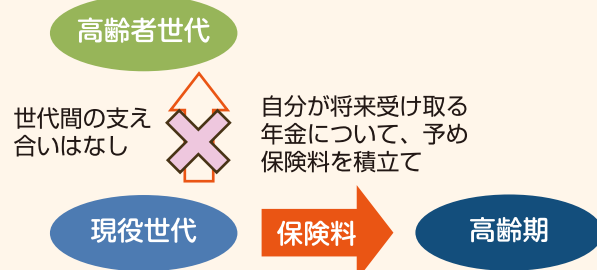 高齢者世代
世代間の支え
合いはなし
自分が将来受け取る
年金について、予め
保険料を積立て
現役世代
保険料
高齢期